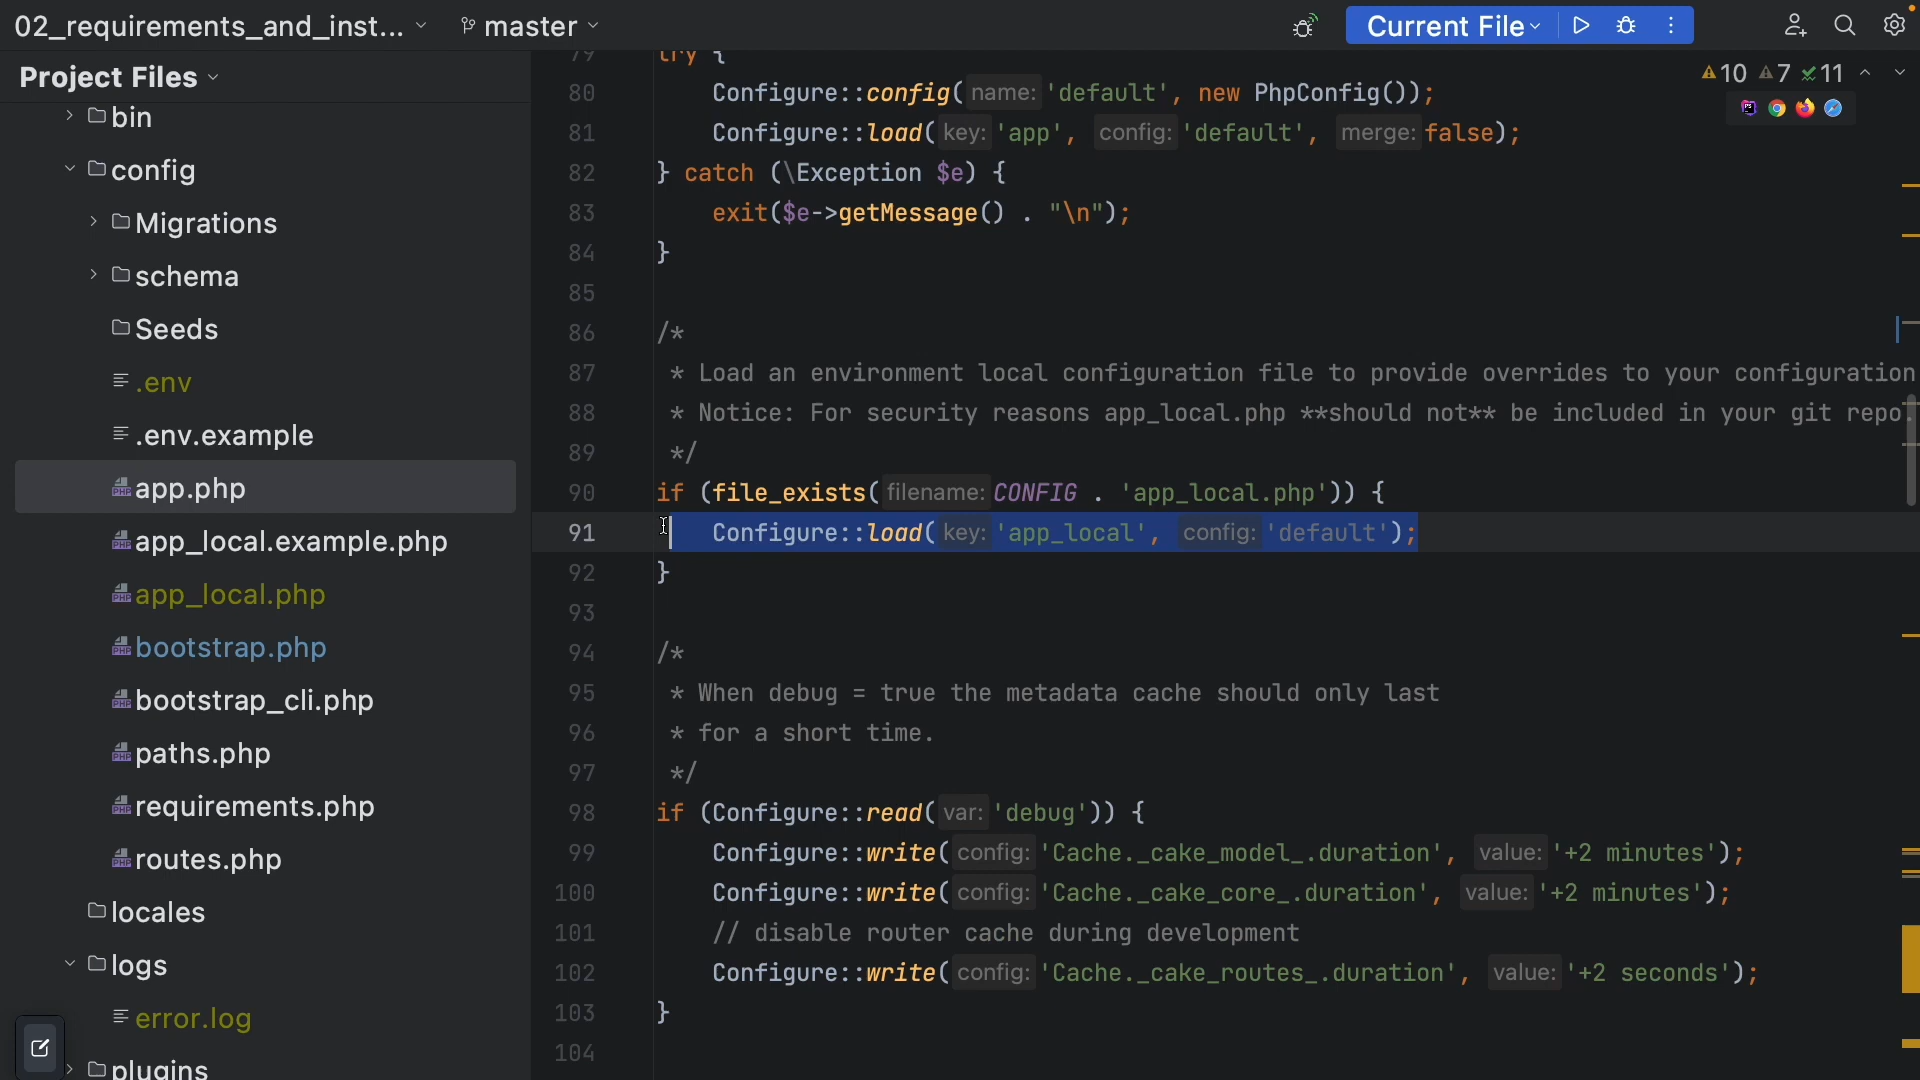 02_requirements_and_inst...
master
Current File
Project Files
10 7 11
bin
config
Migrations
schema
Seeds
.env
.env.example
app.php
app_local.example.php
app_local.php
bootstrap.php
bootstrap_cli.php
paths.php
requirements.php
routes.php
locales
logs
error.log
plugins
79 try {
80 Configure::config( name: 'default', new PhpConfig());
81 Configure::load( key: 'app', config: 'default', merge: false);
82 } catch (\Exception $e) {
83 exit($e->getMessage() . "\n");
84 }
85
86 /*
87 * Load an environment local configuration file to provide overrides to your configuration
88 * Notice: For security reasons app_local.php **should not** be included in your git repo.
89 */
90 if (file_exists( filename: CONFIG . 'app_local.php')) {
91 Configure::load( key: 'app_local', config: 'default');
92 }
93
94 /*
95 * When debug = true the metadata cache should only last
96 * for a short time.
97 */
98 if (Configure::read( var: 'debug')) {
99 Configure::write( config: 'Cache._cake_model_.duration', value: '+2 minutes');
100 Configure::write( config: 'Cache._cake_core_.duration', value: '+2 minutes');
101 // disable router cache during development
102 Configure::write( config: 'Cache._cake_routes_.duration', value: '+2 seconds');
103 }
104